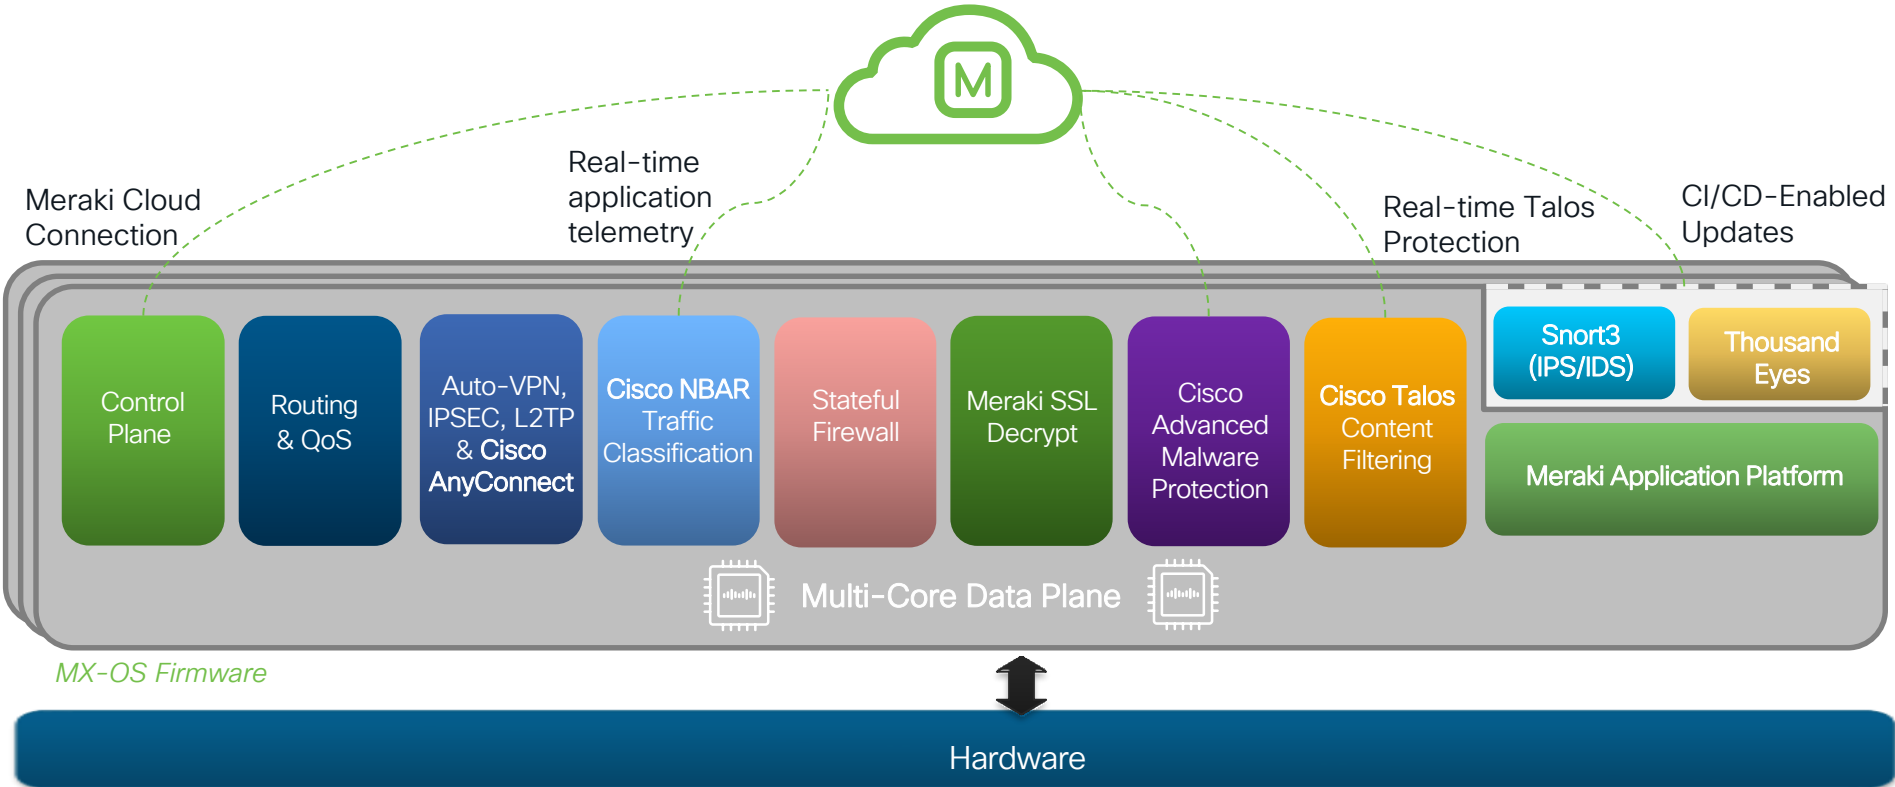 M
Meraki Cloud
Connection
Real-time
application
telemetry
Real-time Talos
Protection
CI/CD-Enabled
Updates
Control
Plane
Routing
& QoS
Auto-VPN,
IPSEC, L2TP
& Cisco
AnyConnect
Cisco NBAR
Traffic
Classification
Stateful
Firewall
Meraki SSL
Decrypt
Cisco
Advanced
Malware
Protection
Cisco Talos
Content
Filtering
Snort3
(IPS/IDS)
Thousand
Eyes
Meraki Application Platform
Multi-Core Data Plane
MX-OS Firmware
Hardware